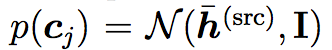 p(c_j) = 𝒩(h̄^(src), I)